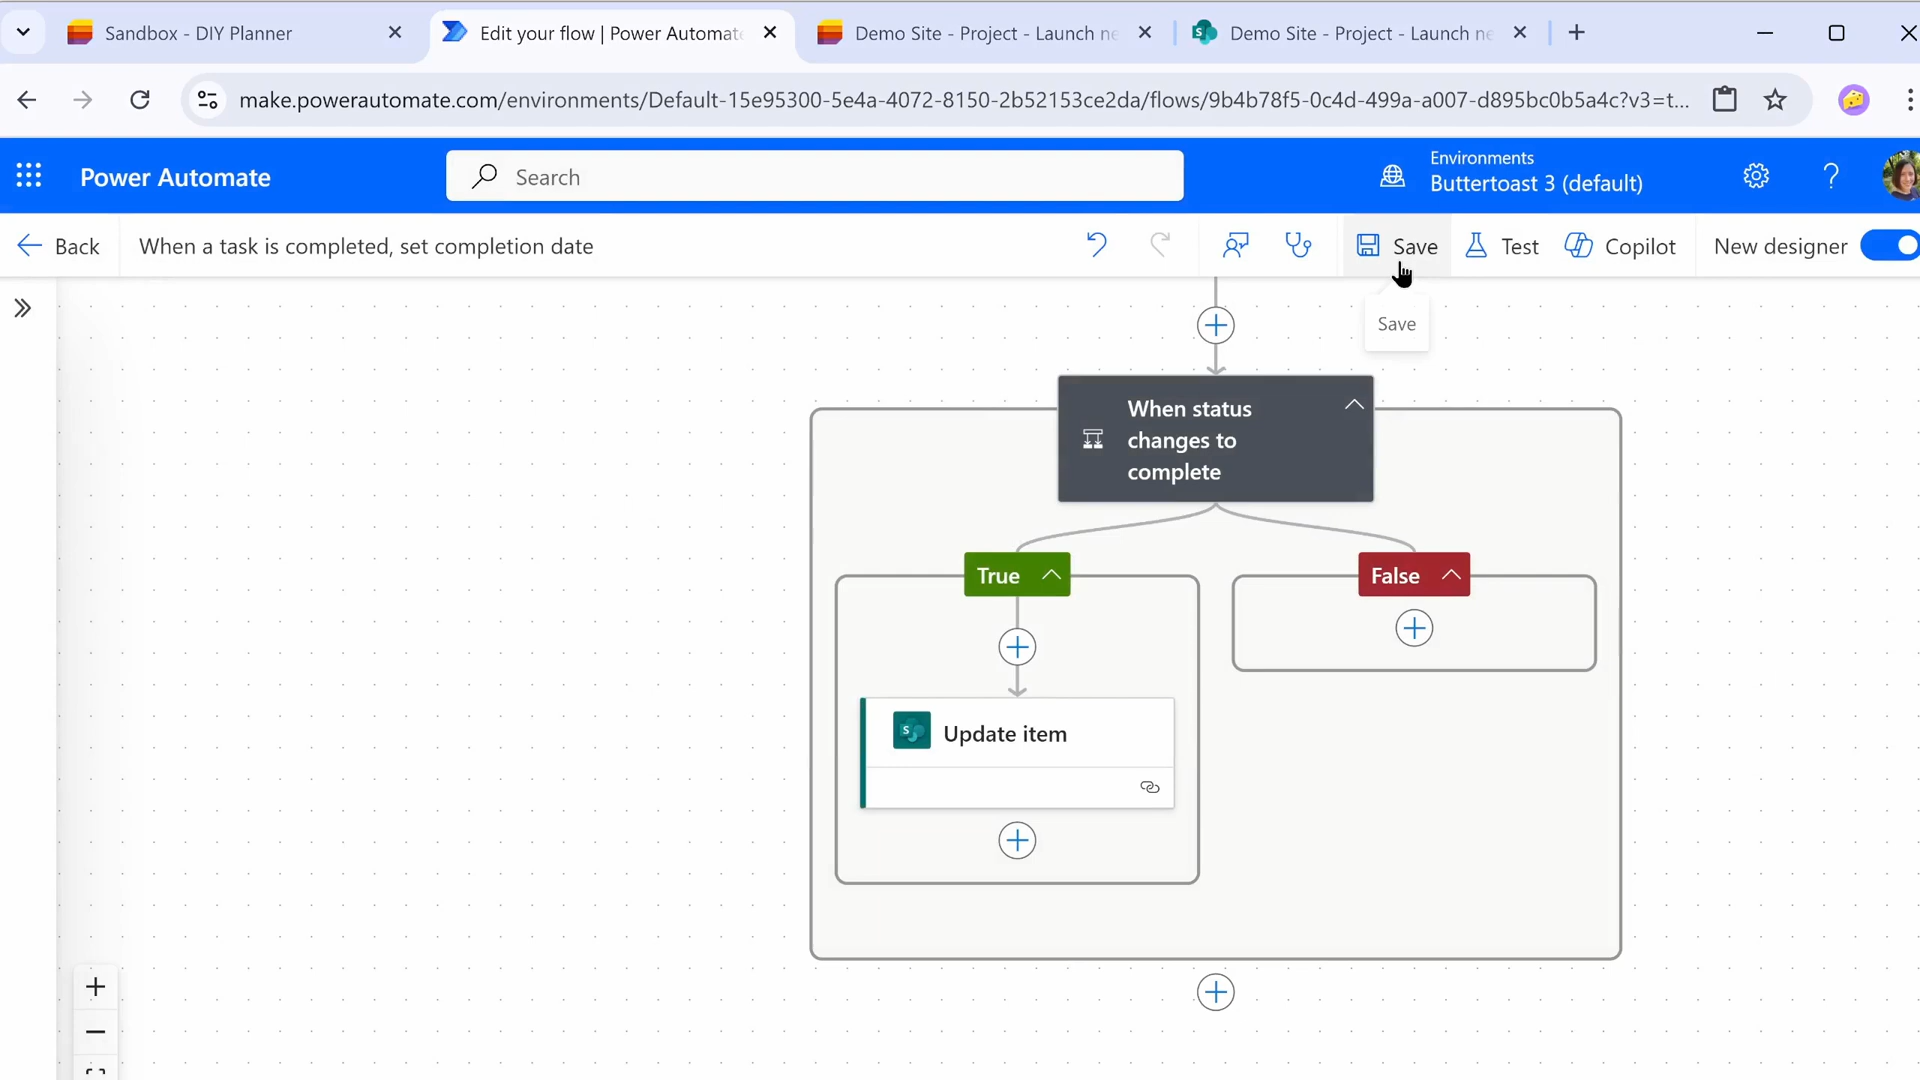 Sandbox - DIY Planner
Edit your flow | Power Automate
Demo Site - Project - Launch ne
Demo Site - Project - Launch ne
make.powerautomate.com/environments/Default-15e95300-5e4a-4072-8150-2b52153ce2da/flows/9b4b78f5-0c4d-499a-a007-d895bc0b5a4c?v3=t...
Power Automate
Search
Environments
Buttertoast 3 (default)
Back
When a task is completed, set completion date
Save
Test
Copilot
New designer
Save
When status
changes to
complete
True
False
Update item